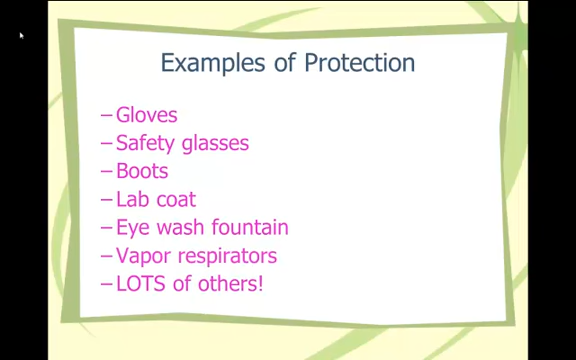 Examples of Protection
–Gloves
–Safety glasses
–Boots
–Lab coat
–Eye wash fountain
–Vapor respirators
–LOTS of others!